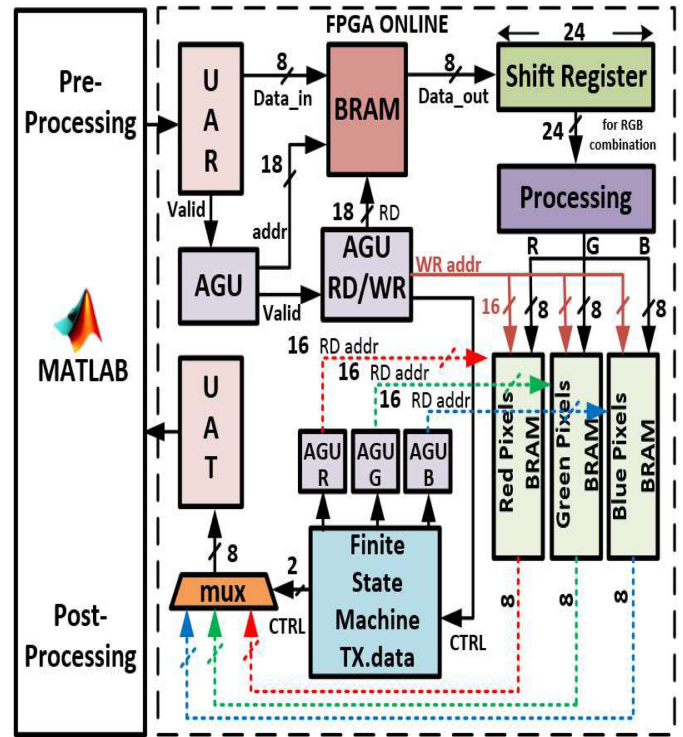 FPGA ONLINE
Pre-
Processing
MATLAB
Post-
Processing
U
A
R
8
Data_in
BRAM
8
Data_out
24
Shift Register
24
for RGB
combination
Processing
R
G
B
Valid
18
addr
18
RD
AGU
Valid
AGU
RD/WR
WR addr
16
8
8
8
16 RD addr
16 RD addr
16 RD addr
U
A
T
AGU
R
AGU
G
AGU
B
Red Pixels
BRAM
Green Pixels
BRAM
Blue Pixels
BRAM
8
mux
2
CTRL
Finite
State
Machine
TX.data
CTRL
8
8
8